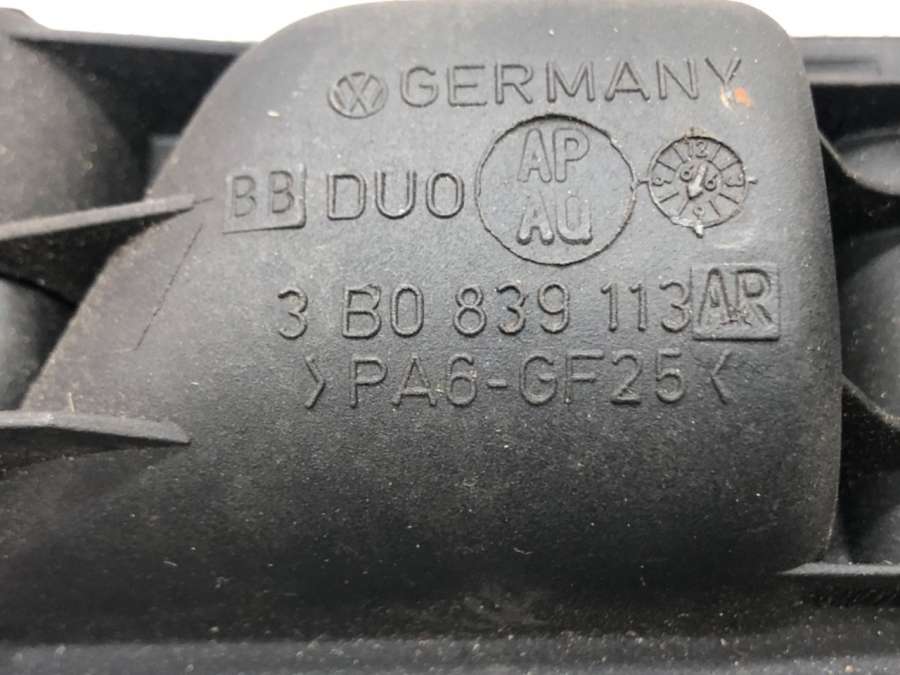 GERMANY
BB DUO AP AQ
3 B0 839 113 AR
>PA6-GF25<